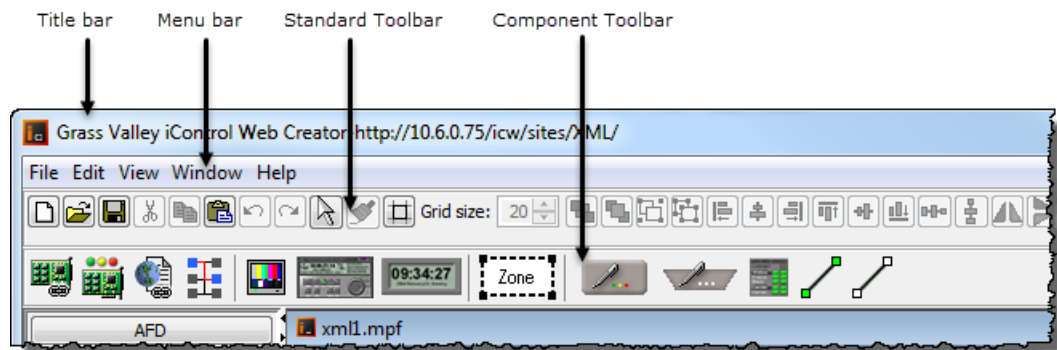 Title bar
Menu bar
Standard Toolbar
Component Toolbar
Grass Valley iControl Web Creator-http://10.6.0.75/icw/sites/XML/
File Edit View Window Help
Grid size: 20
09:34:27
Zone
AFD
xml1.mpf